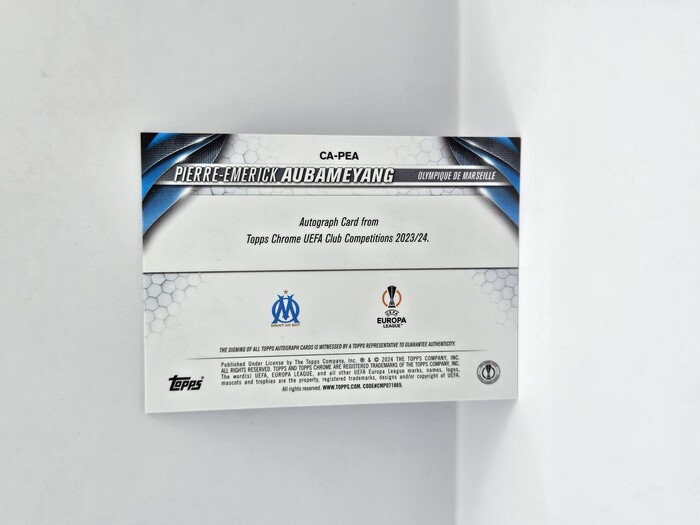 CA-PEA
PIERRE-EMERICK AUBAMEYANG OLYMPIQUE DE MARSEILLE
Autograph Card from
Topps Chrome UEFA Club Competitions 2023/24.
UEFA
EUROPA
LEAGUE™
THE SIGNING OF ALL TOPPS AUTOGRAPH CARDS IS WITNESSED BY A TOPPS REPRESENTATIVE TO GUARANTEE AUTHENTICITY.
Published Under License by The Topps Company, Inc. ® & © 2024 THE TOPPS COMPANY, INC.
ALL RIGHTS RESERVED. TOPPS AND TOPPS CHROME ARE REGISTERED TRADEMARKS OF THE TOPPS COMPANY, INC.
The word(s) UEFA, EUROPA LEAGUE, and all other UEFA Europa League marks, names, logos,
mascots and trophies are the property, registered trademarks, designs and/or copyright of UEFA.
All rights reserved. WWW.TOPPS.COM. CODE#CMP071865.
Topps